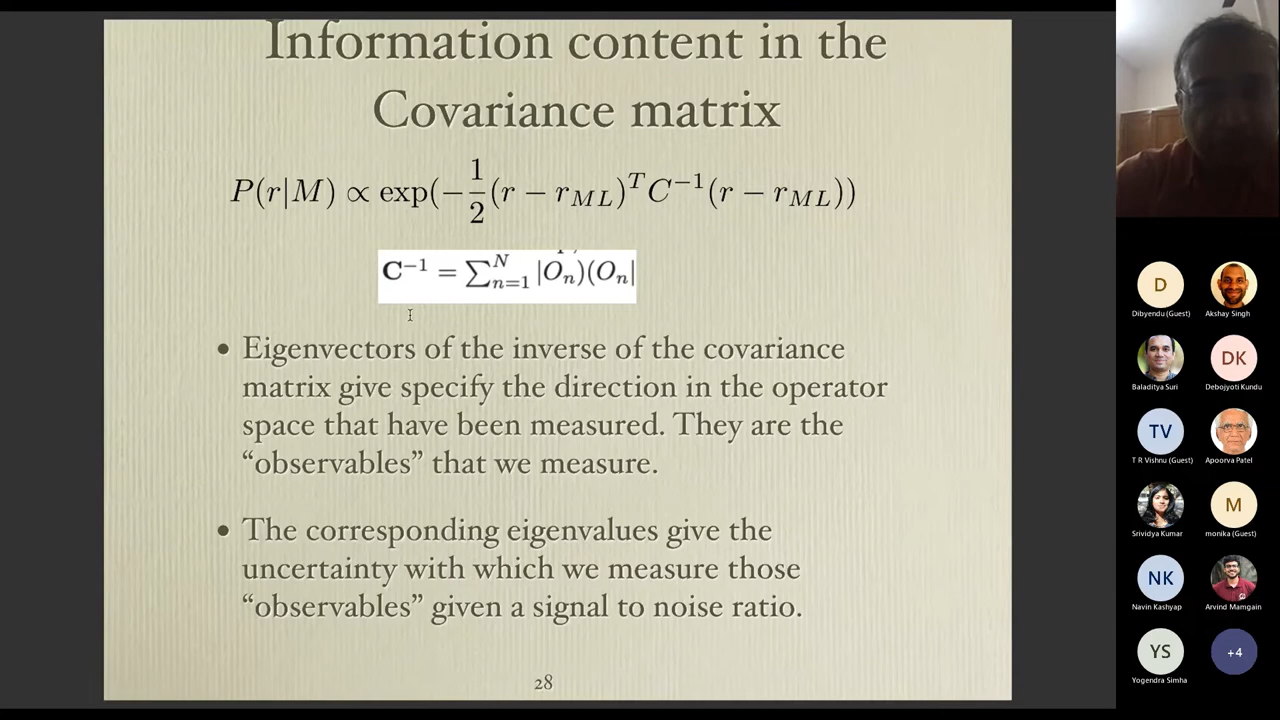 Information content in the
Covariance matrix
P(r|M) ∝ exp(−1/2(r − r_ML)^T C^−1(r − r_ML))
C^−1 = ∑_{n=1}^N |O_n)(O_n|
• Eigenvectors of the inverse of the covariance
matrix give specify the direction in the operator
space that have been measured. They are the
“observables” that we measure.
• The corresponding eigenvalues give the
uncertainty with which we measure those
“observables” given a signal to noise ratio.
28
D
Dibyendu (Guest)
Akshay Singh
Baladitya Suri
DK
Debojyoti Kundu
TV
T R Vishnu (Guest)
Apoorva Patel
Srividya Kumar
M
monika (Guest)
NK
Navin Kashyap
Arvind Mamgain
YS
Yogendra Simha
+4